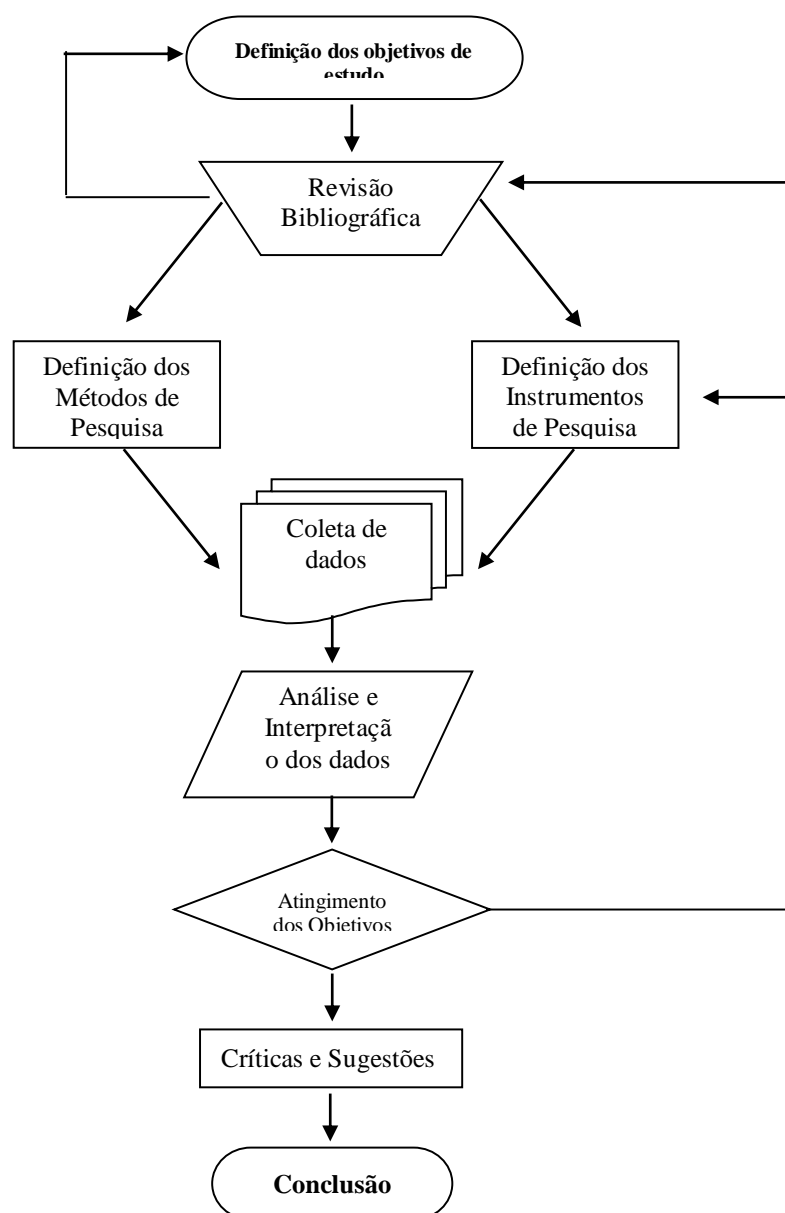 Definição dos objetivos de
estudo
Revisão
Bibliográfica
Definição dos
Métodos de
Pesquisa
Definição dos
Instrumentos
de Pesquisa
Coleta de
dados
Análise e
Interpretaçã
o dos dados
Atingimento
dos Objetivos
Críticas e Sugestões
Conclusão